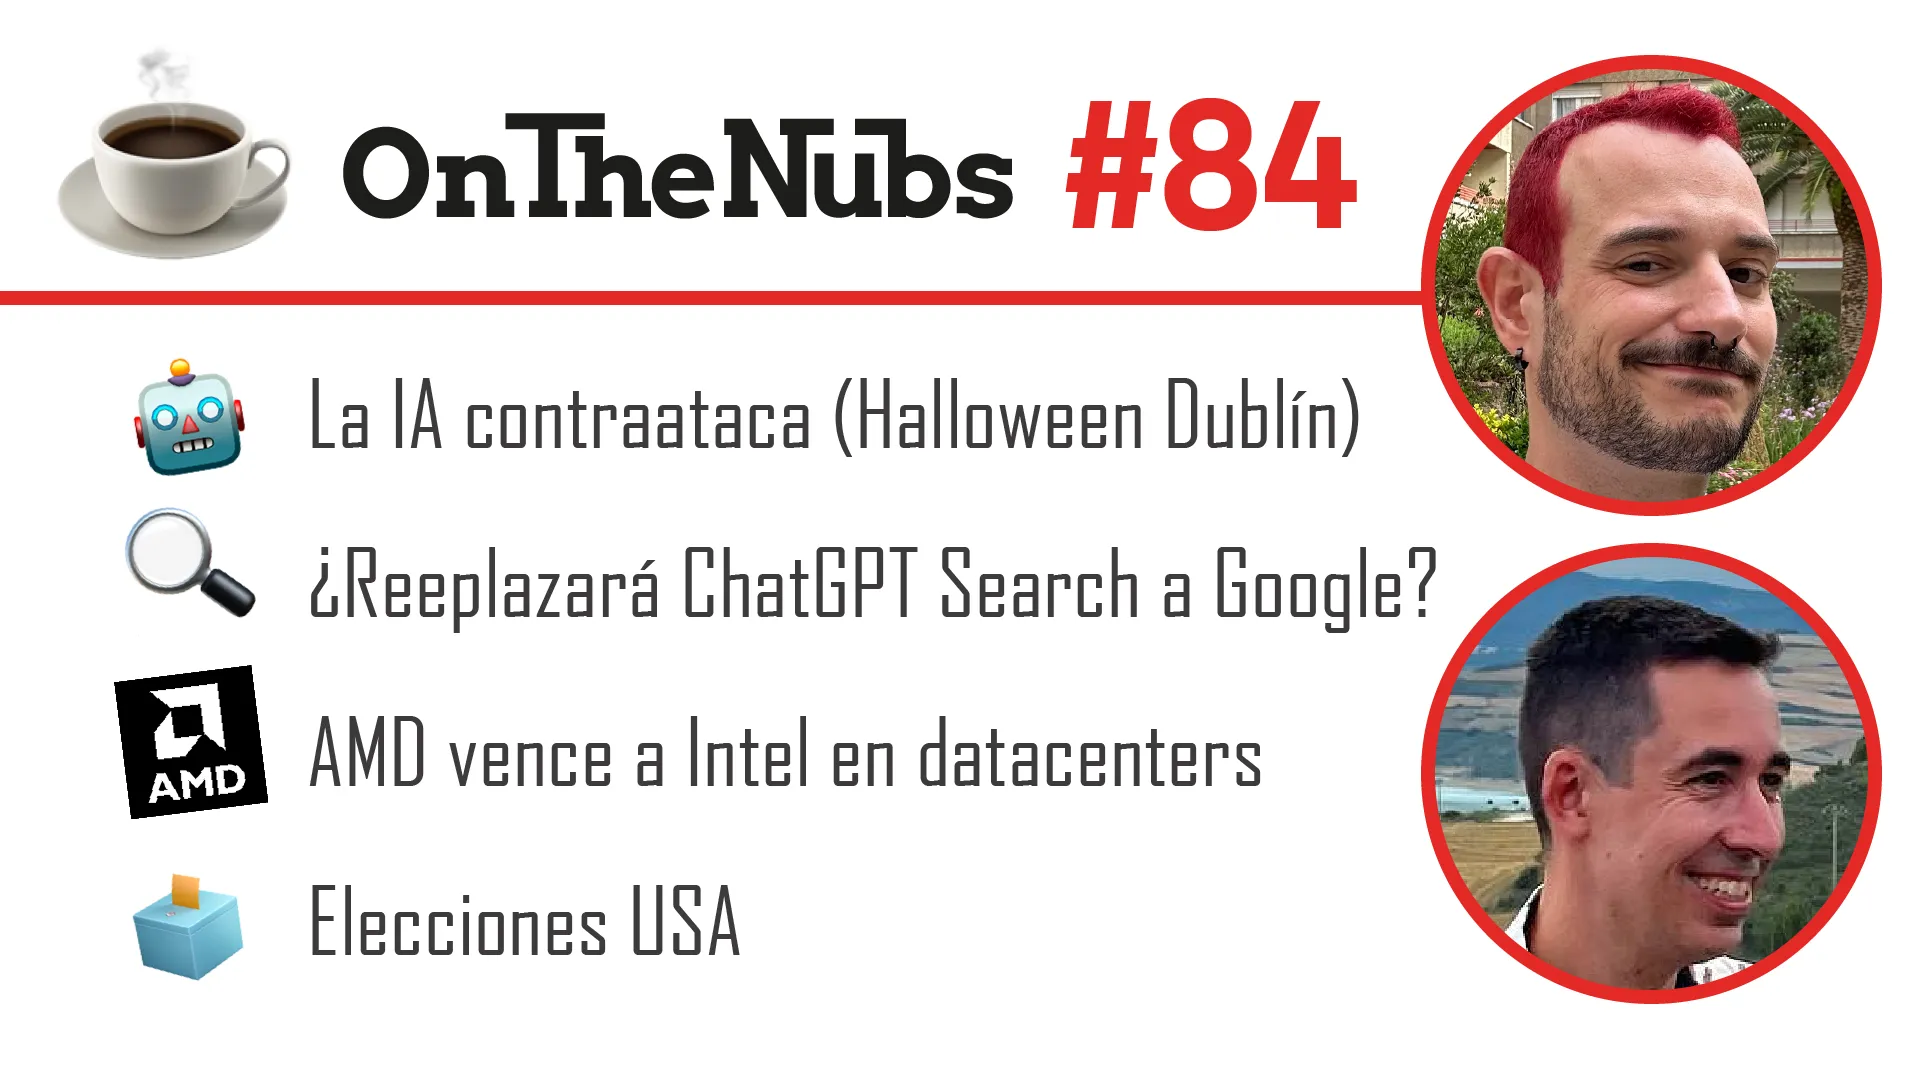 OnTheNubs #84
La IA contraataca (Halloween Dublín)
¿Reeplazará ChatGPT Search a Google?
AMD
AMD vence a Intel en datacenters
Elecciones USA